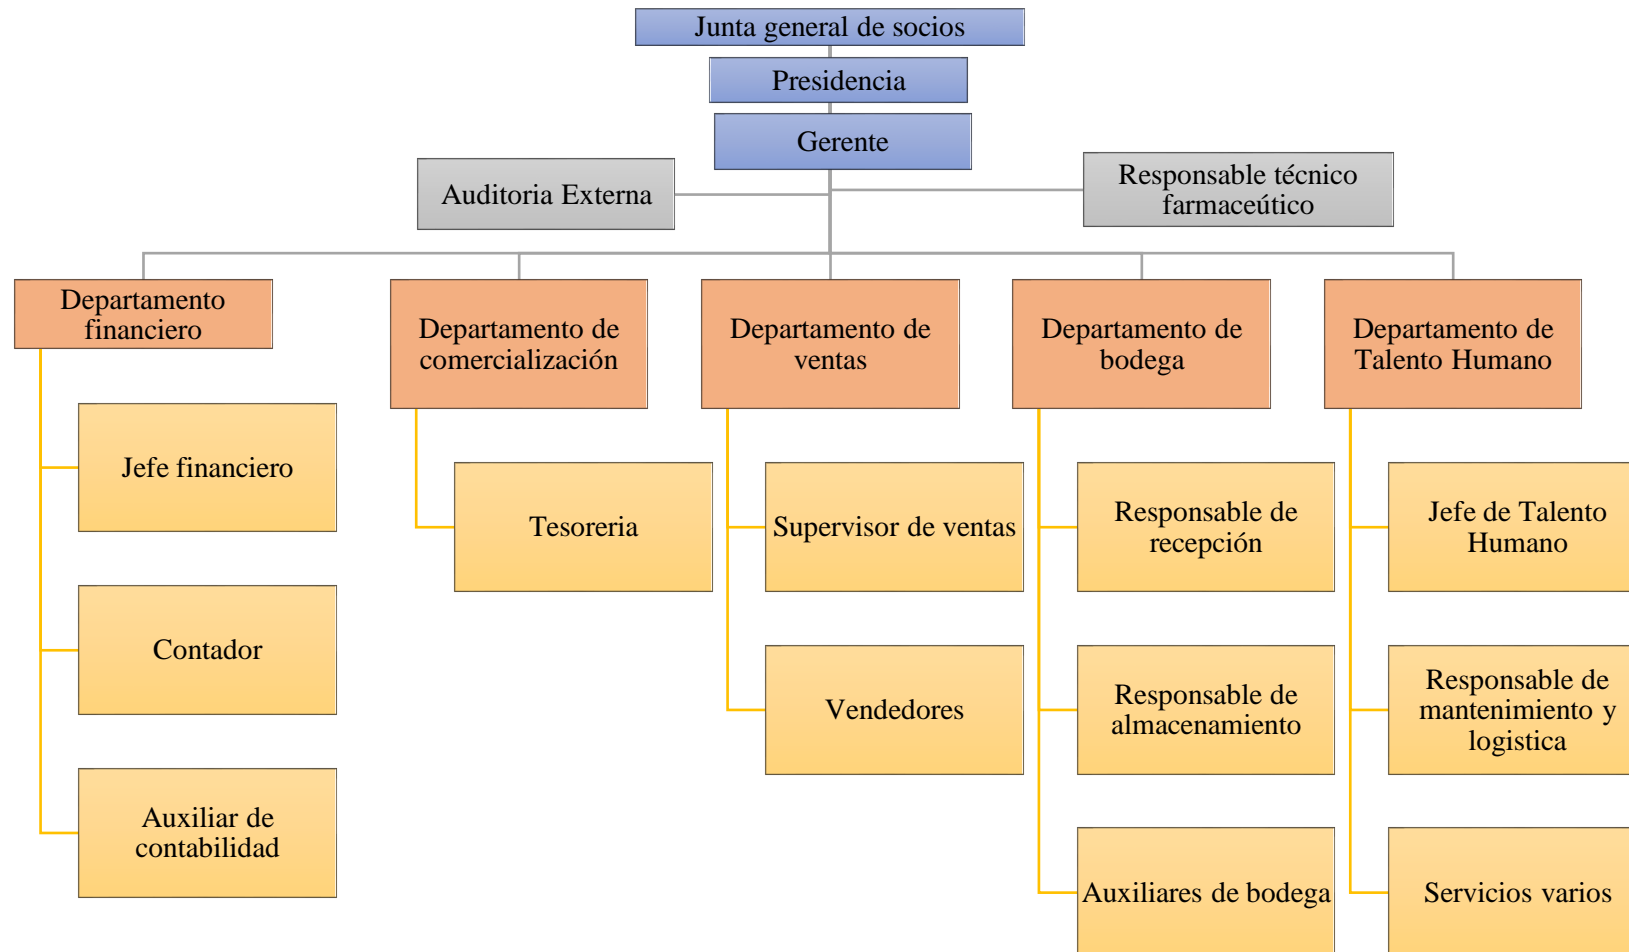 Junta general de socios
Presidencia
Gerente
Auditoria Externa
Responsable técnico
farmaceútico
Departamento
financiero
Departamento de
comercialización
Departamento de
ventas
Departamento de
bodega
Departamento de
Talento Humano
Jefe financiero
Contador
Auxiliar de
contabilidad
Tesoreria
Supervisor de ventas
Vendedores
Responsable de
recepción
Responsable de
almacenamiento
Auxiliares de bodega
Jefe de Talento
Humano
Responsable de
mantenimiento y
logistica
Servicios varios